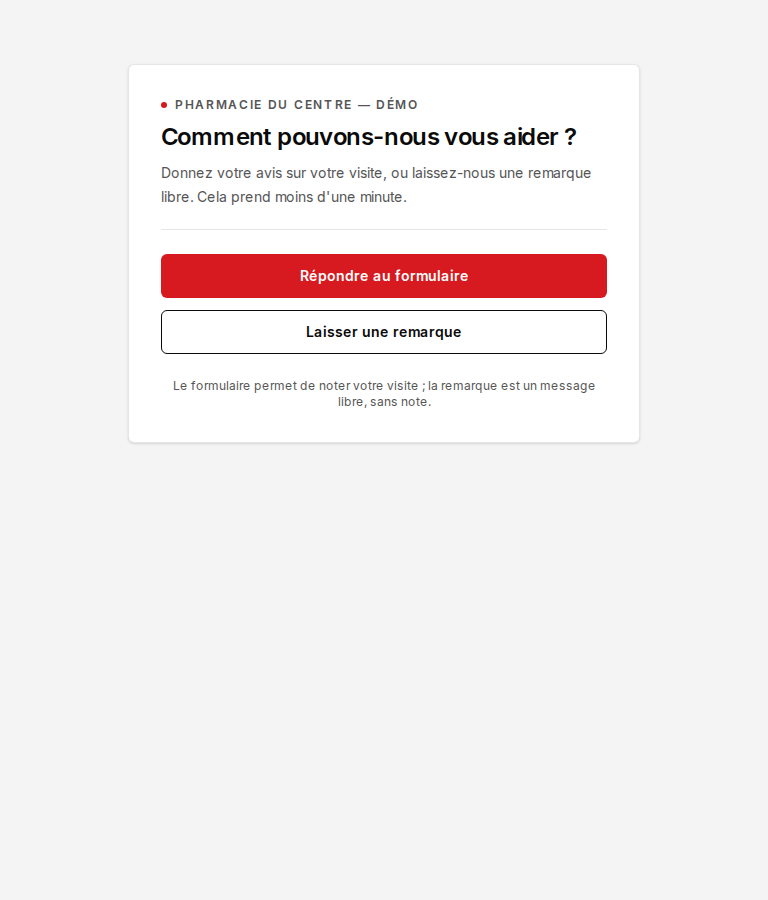 PHARMACIE DU CENTRE — DÉMO
Comment pouvons-nous vous aider ?
Donnez votre avis sur votre visite, ou laissez-nous une remarque
libre. Cela prend moins d'une minute.
Répondre au formulaire
Laisser une remarque
Le formulaire permet de noter votre visite ; la remarque est un message
libre, sans note.